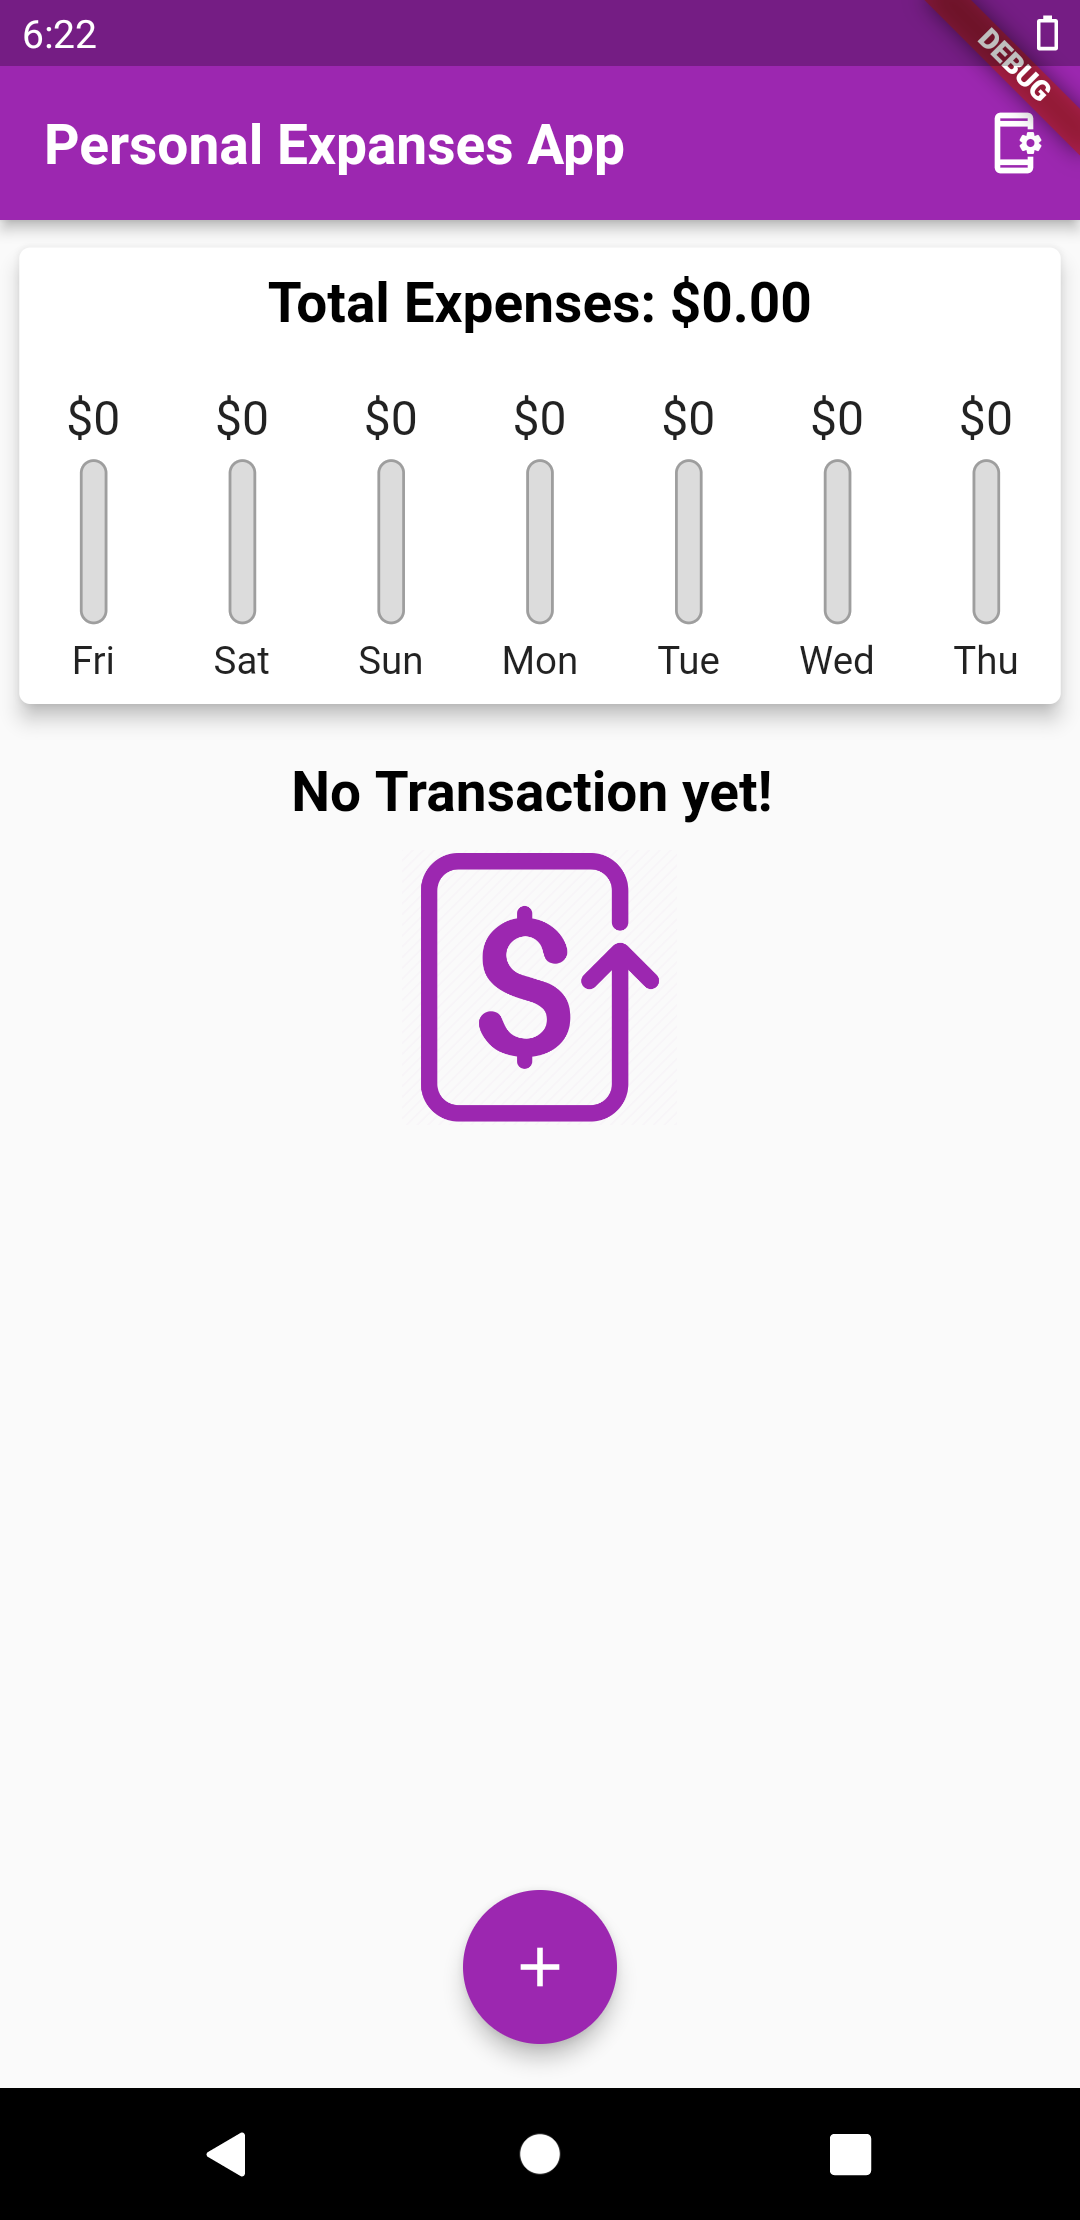 6:22
DEBUG
Personal Expanses App
Total Expenses: $0.00
$0 $0 $0 $0 $0 $0 $0
Fri Sat Sun Mon Tue Wed Thu
No Transaction yet!
$
+